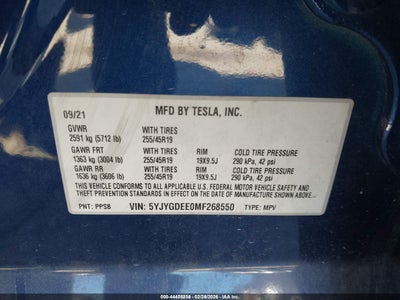 09/21 MFD BY TESLA, INC.
GVWR WITH TIRES
2591 kg (5712 lb) 255/45R19
GAWR FRT WITH TIRES RIM COLD TIRE PRESSURE
1363 kg (3004 lb) 255/45R19 19X9.5J 290 kPa, 42 psi
GAWR RR WITH TIRES RIM COLD TIRE PRESSURE
1636 kg (3606 lb) 255/45R19 19X9.5J 290 kPa, 42 psi
THIS VEHICLE CONFORMS TO ALL APPLICABLE U.S. FEDERAL MOTOR VEHICLE SAFETY
AND THEFT PREVENTION STANDARDS IN EFFECT ON THE DATE OF MANUFACTURE SHOWN ABOVE.
PNT: PPSB VIN: 5YJYGDEE0MF268550 TYPE: MPV
02/28/2026 IAA Inc.